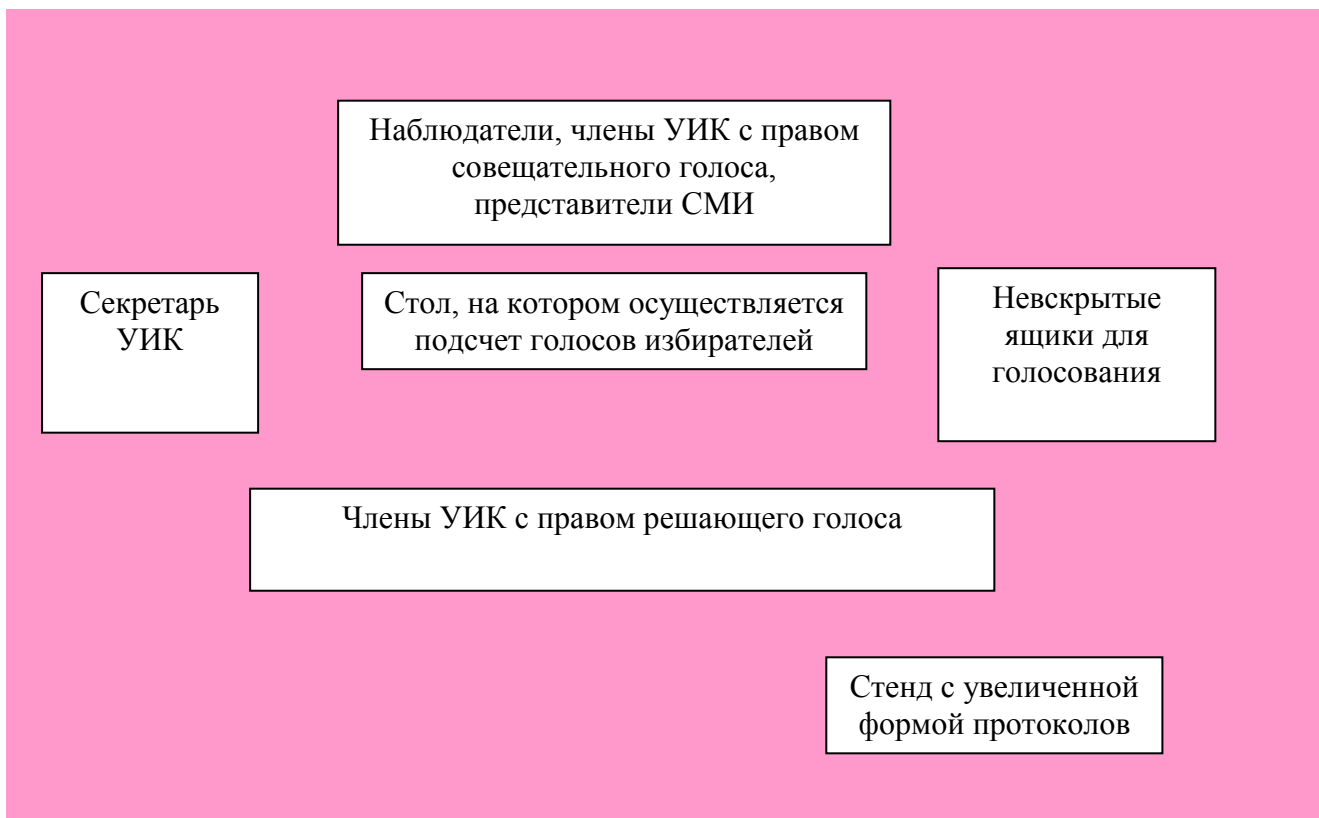 Наблюдатели, члены УИК с правом
совещательного голоса,
представители СМИ
Секретарь
УИК
Стол, на котором осуществляется
подсчет голосов избирателей
Невскрытые
ящики для
голосования
Члены УИК с правом решающего голоса
Стенд с увеличенной
формой протоколов